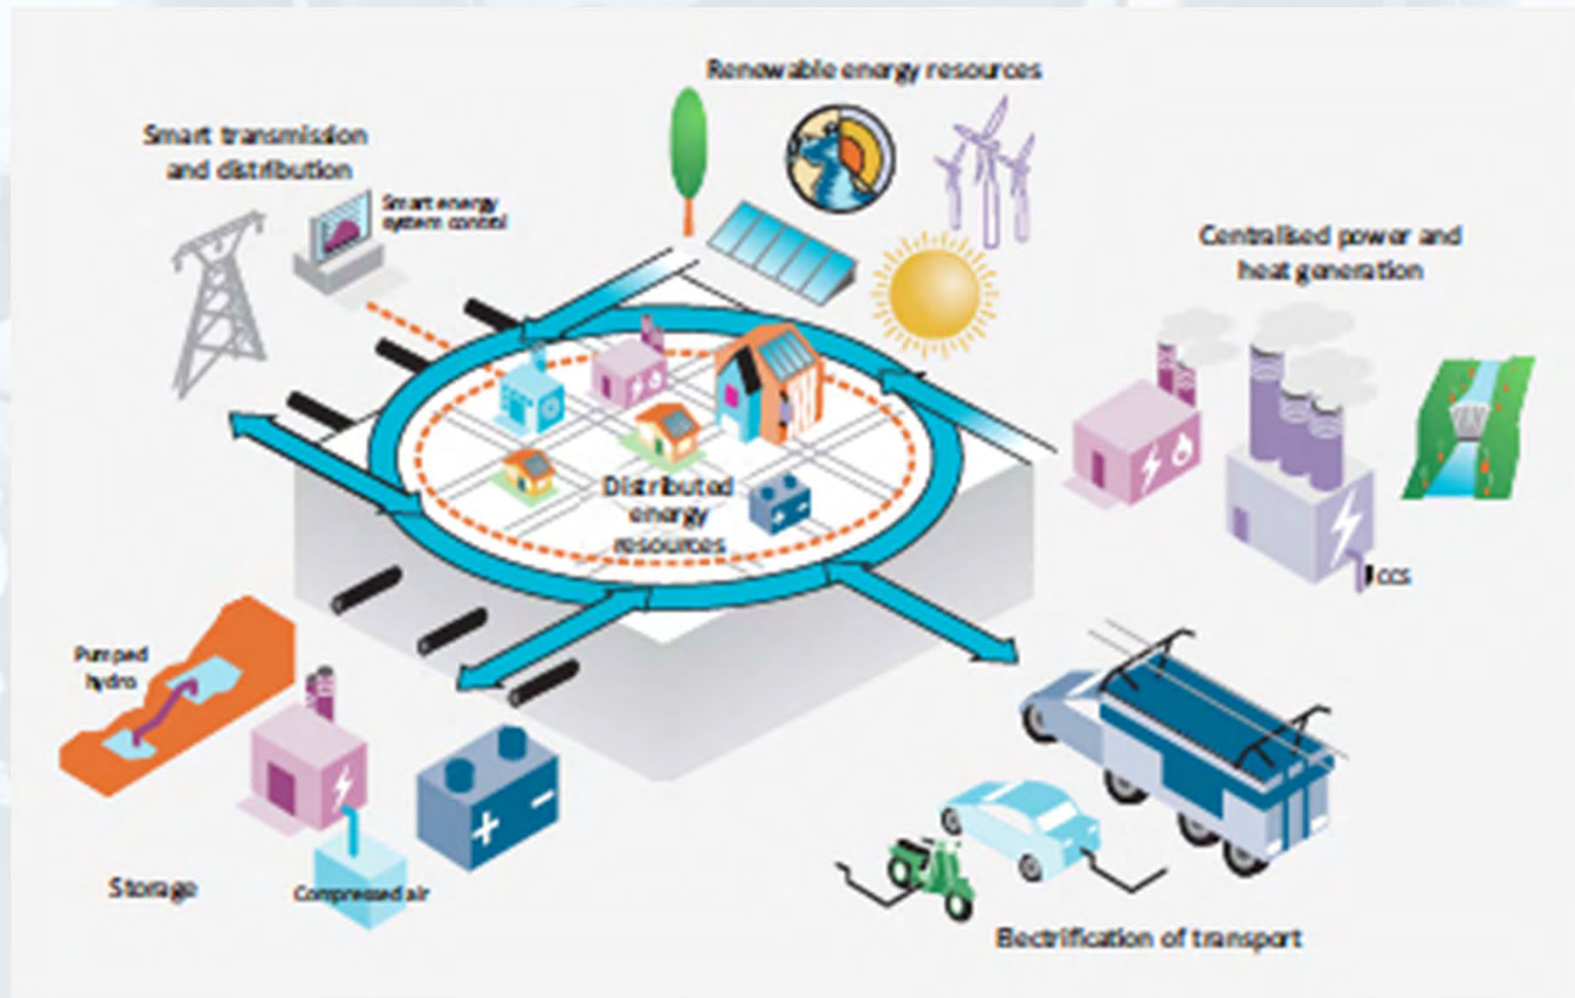 Renewable energy resources
Smart transmission
and distribution
Smart energy
system control
Centralised power and
heat generation
Distributed
energy
resources
CCS
Pumped
hydro
Storage
Compressed air
Electrification of transport